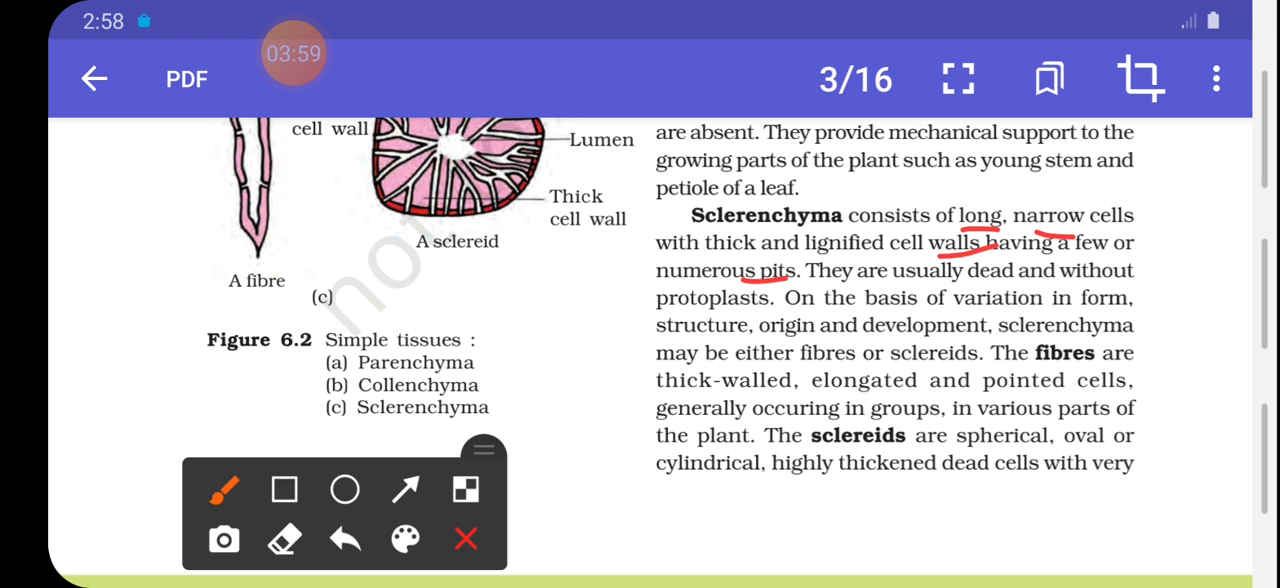 2:58
03:59
PDF
3/16
cell wall
Lumen
Thick
cell wall
A sclereid
A fibre
(c)
not
Figure 6.2 Simple tissues :
(a) Parenchyma
(b) Collenchyma
(c) Sclerenchyma
are absent. They provide mechanical support to the
growing parts of the plant such as young stem and
petiole of a leaf.
Sclerenchyma consists of long, narrow cells
with thick and lignified cell walls having a few or
numerous pits. They are usually dead and without
protoplasts. On the basis of variation in form,
structure, origin and development, sclerenchyma
may be either fibres or sclereids. The fibres are
thick-walled, elongated and pointed cells,
generally occuring in groups, in various parts of
the plant. The sclereids are spherical, oval or
cylindrical, highly thickened dead cells with very